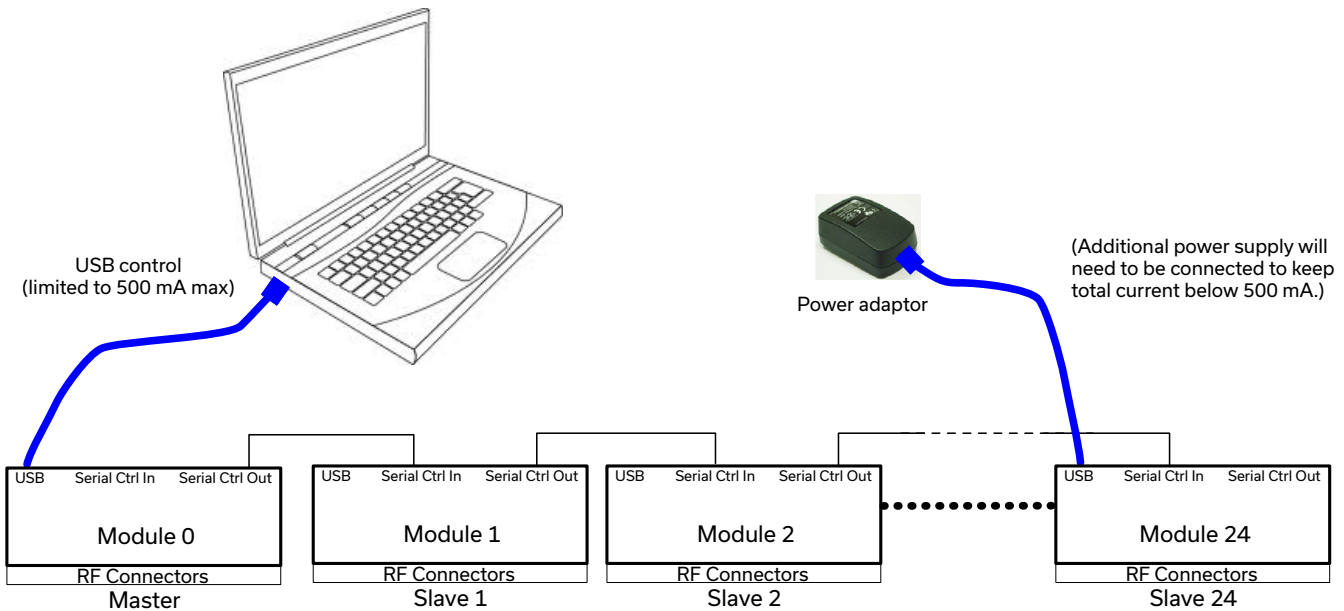 USB control
(limited to 500 mA max)
Power adaptor
(Additional power supply will
need to be connected to keep
total current below 500 mA.)
USB Serial Ctrl In Serial Ctrl Out
Module 0
RF Connectors
Master
USB Serial Ctrl In Serial Ctrl Out
Module 1
RF Connectors
Slave 1
USB Serial Ctrl In Serial Ctrl Out
Module 2
RF Connectors
Slave 2
USB Serial Ctrl In Serial Ctrl Out
Module 24
RF Connectors
Slave 24